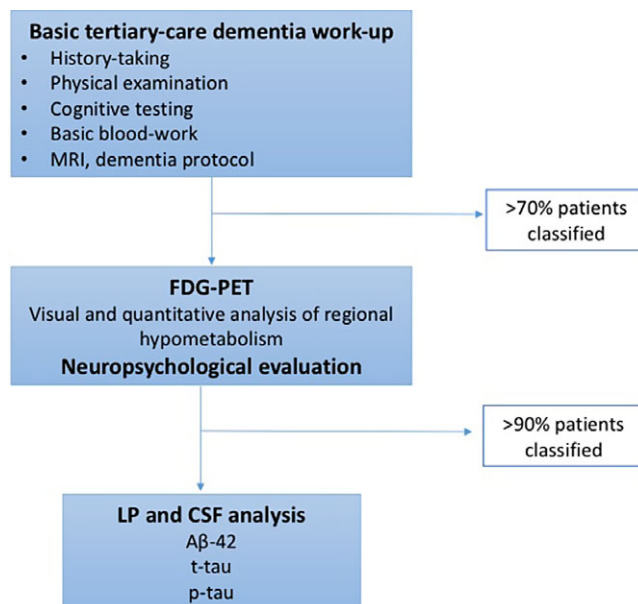 Basic tertiary-care dementia work-up
• History-taking
• Physical examination
• Cognitive testing
• Basic blood-work
• MRI, dementia protocol
>70% patients
classified
FDG-PET
Visual and quantitative analysis of regional
hypometabolism
Neuropsychological evaluation
>90% patients
classified
LP and CSF analysis
Aβ-42
t-tau
p-tau